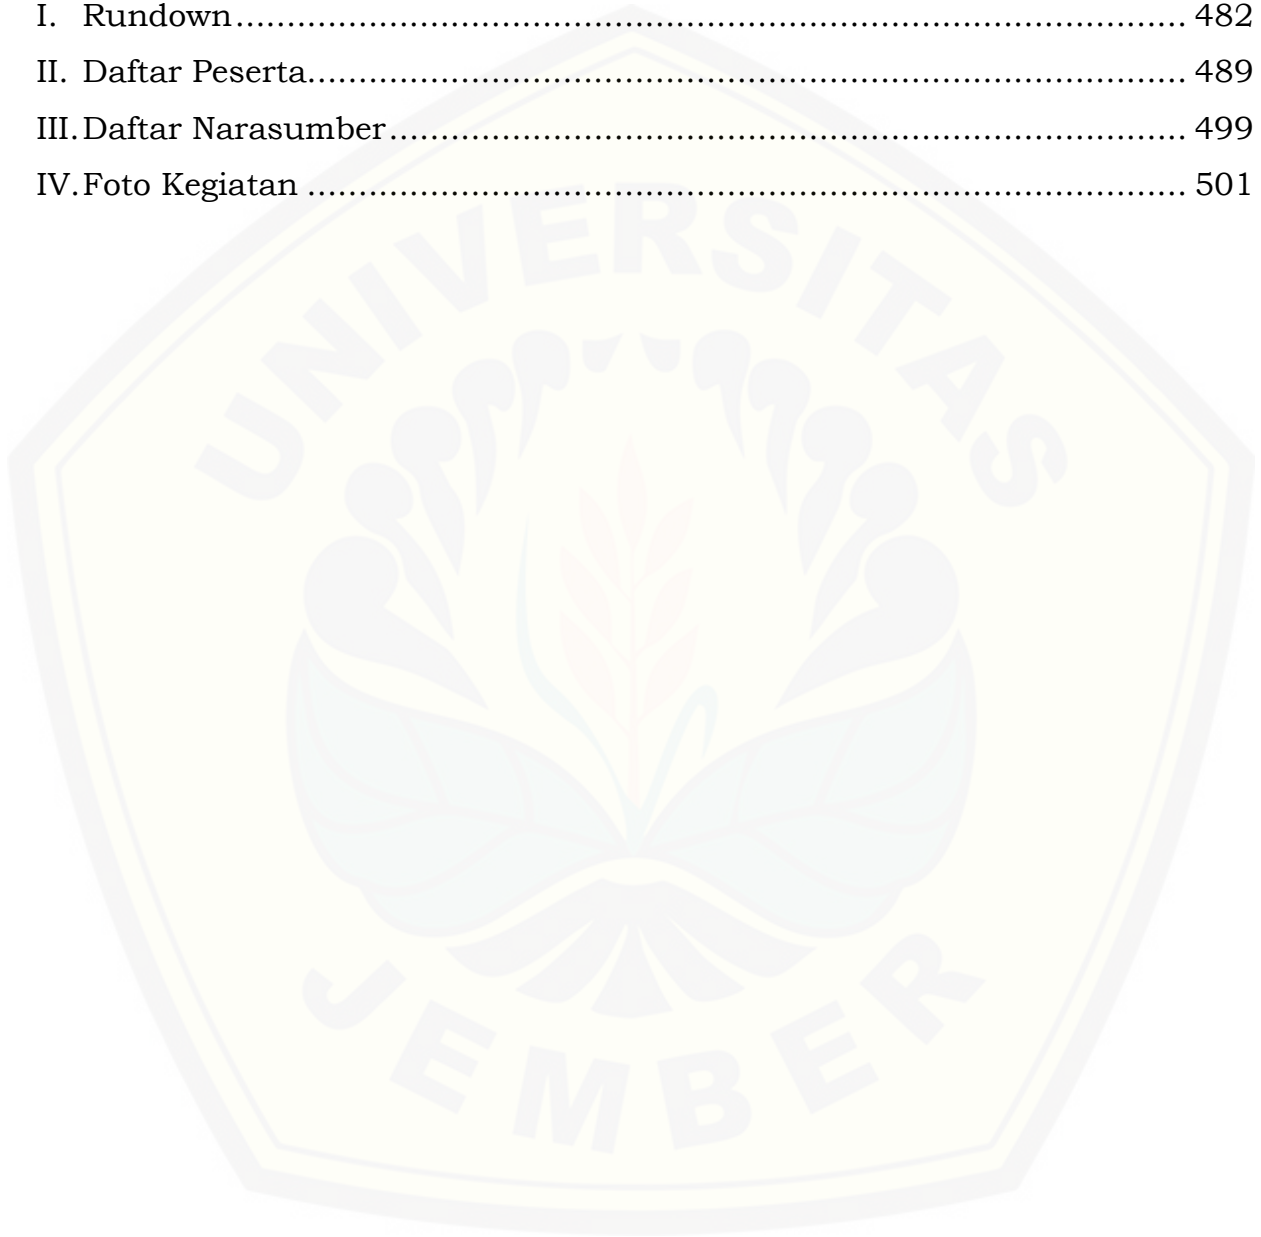 I. Rundown.......................................................................................... 482
II. Daftar Peserta................................................................................... 489
III. Daftar Narasumber........................................................................... 499
IV. Foto Kegiatan ................................................................................... 501
UNIVERSITAS
JEMBER